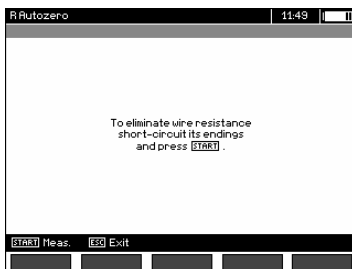 R Autozero 11:49
To eliminate wire resistance
short-circuit its endings
and press START .
START Meas. ESC Exit